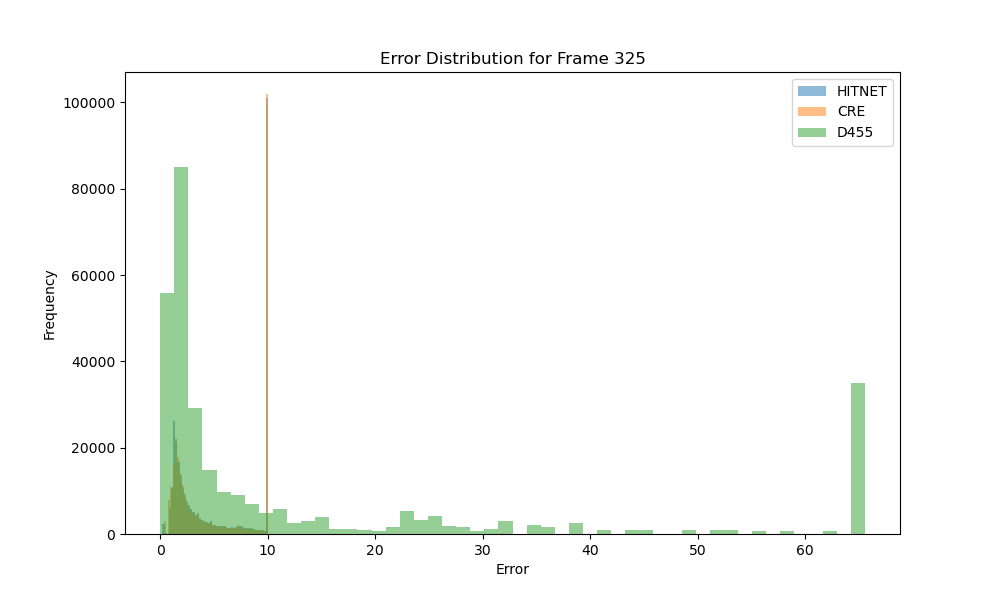 Error Distribution for Frame 325
HITNET
CRE
D455
100000
80000
60000
40000
20000
0
Frequency
0 10 20 30 40 50 60
Error